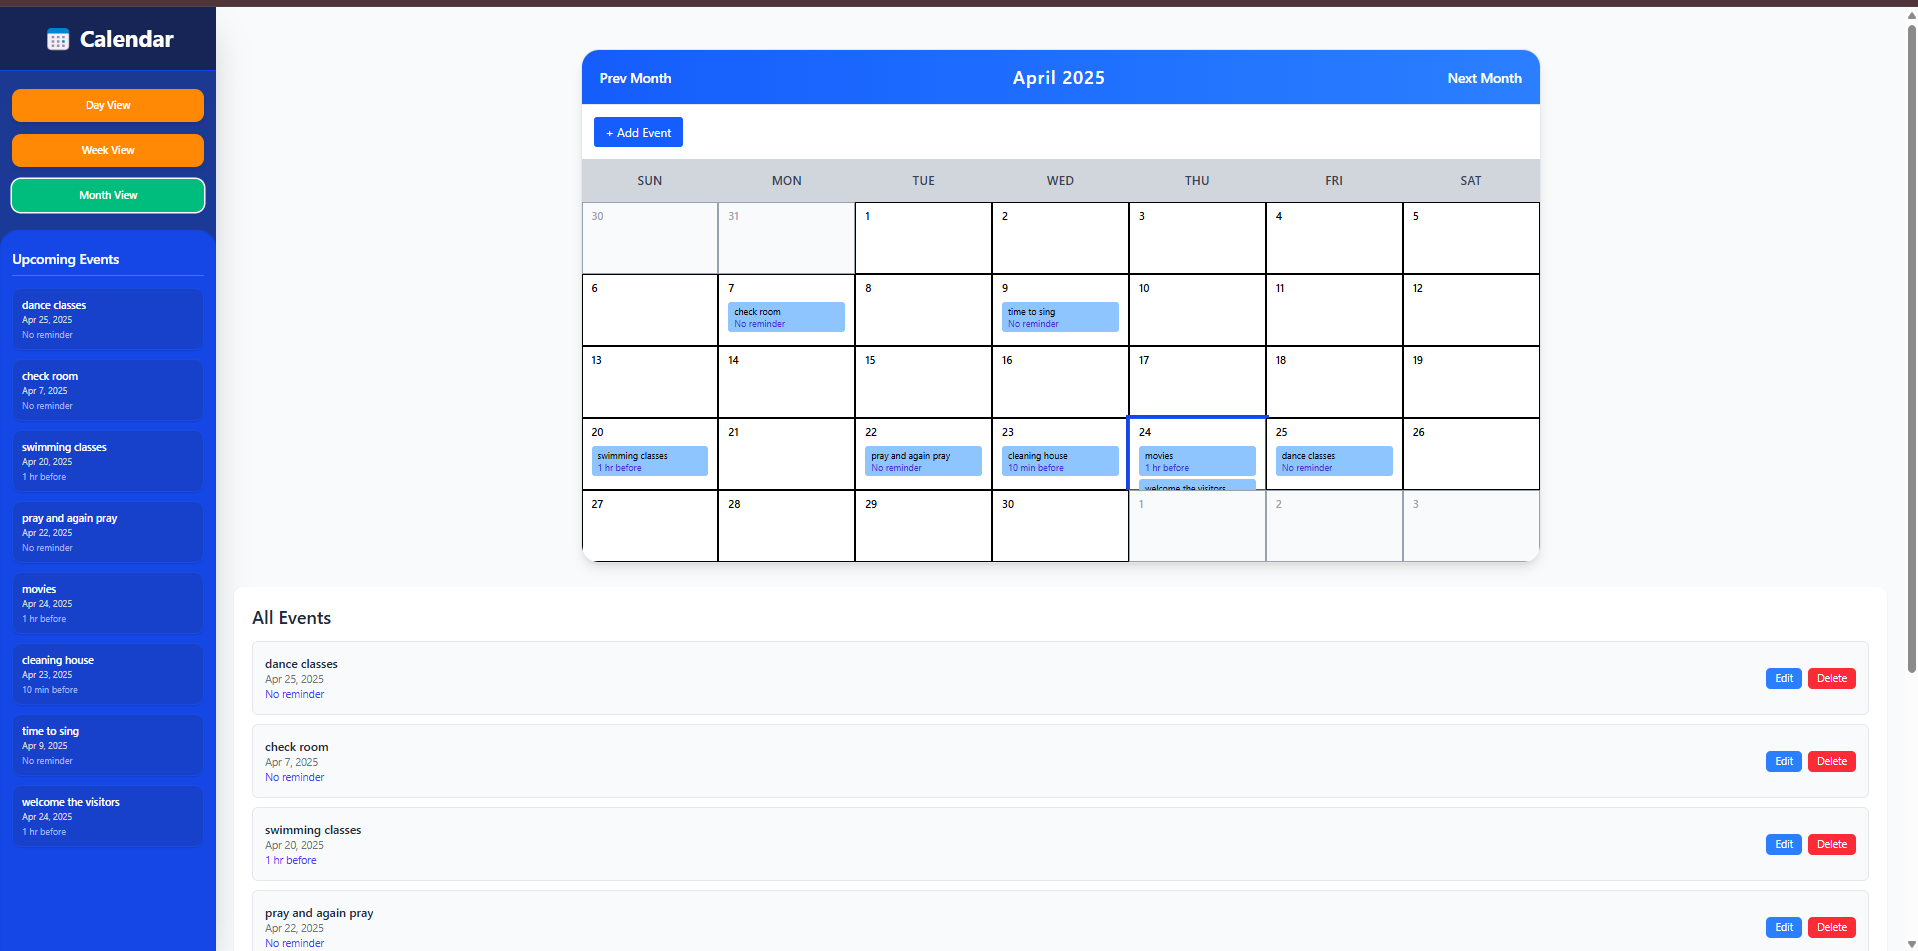 Calendar
Day View
Week View
Month View
Upcoming Events
dance classes
Apr 25, 2025
No reminder
check room
Apr 7, 2025
No reminder
swimming classes
Apr 20, 2025
1 hr before
pray and again pray
Apr 22, 2025
No reminder
movies
Apr 24, 2025
1 hr before
cleaning house
Apr 23, 2025
10 min before
time to sing
Apr 9, 2025
No reminder
welcome the visitors
Apr 24, 2025
1 hr before
Prev Month April 2025 Next Month
+ Add Event
SUN MON TUE WED THU FRI SAT
30 31 1 2 3 4 5
6 7 8 9 10 11 12
check room time to sing
No reminder No reminder
13 14 15 16 17 18 19
20 21 22 23 24 25 26
swimming classes pray and again pray cleaning house movies dance classes
1 hr before No reminder 10 min before 1 hr before No reminder
welcome the visitors
27 28 29 30 1 2 3
All Events
dance classes
Apr 25, 2025 Edit Delete
No reminder
check room
Apr 7, 2025 Edit Delete
No reminder
swimming classes
Apr 20, 2025 Edit Delete
1 hr before
pray and again pray
Apr 22, 2025 Edit Delete
No reminder